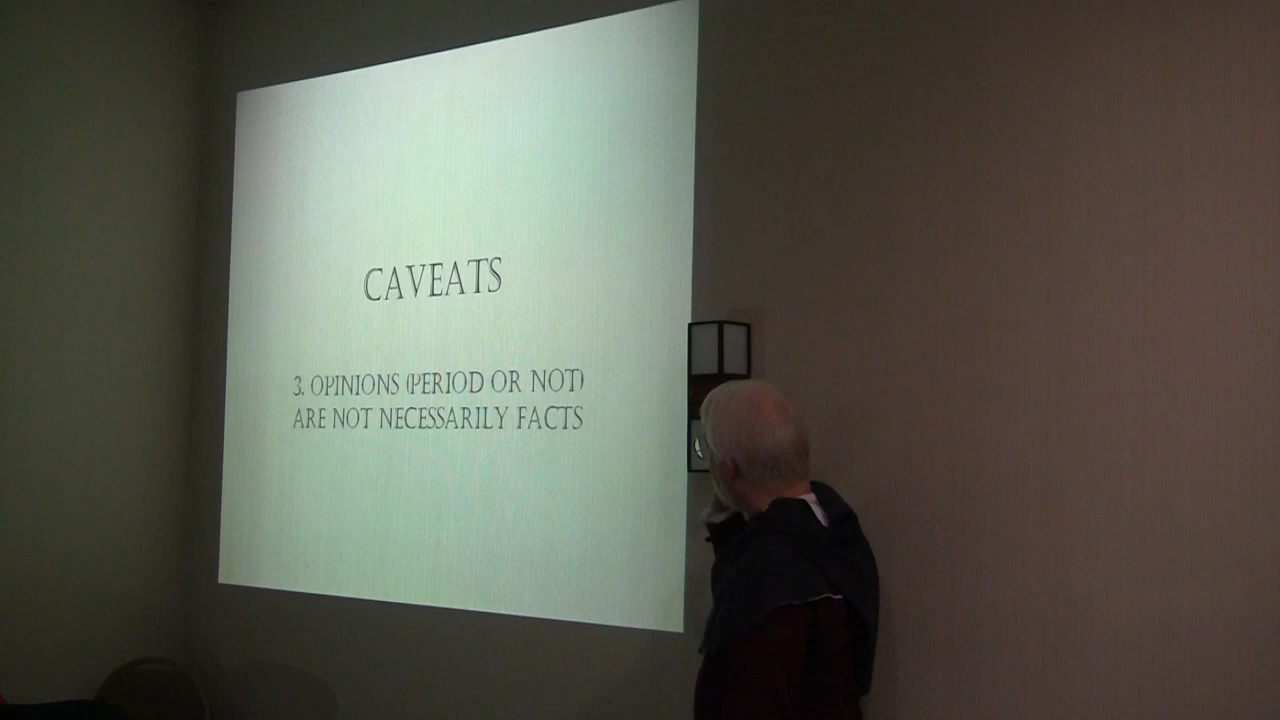 CAVEATS
3. OPINIONS (PERIOD OR NOT)
ARE NOT NECESSARILY FACTS